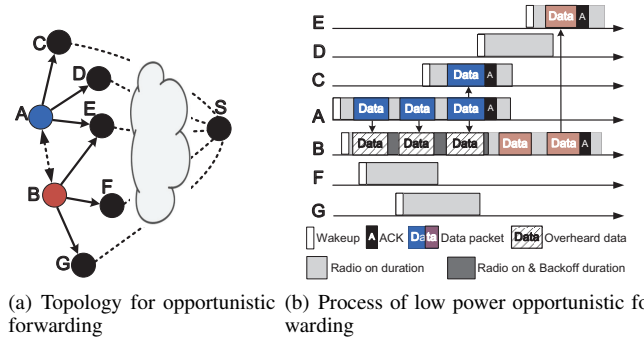 C
D
A
E
S
B
F
G
E
Data
A
D
C
Data
A
A
Data
Data
Data
A
B
Data
Data
Data
Data
Data
A
F
G
Wakeup
A
ACK
Data
Data packet
Data
Overheard data
Radio on duration
Radio on & Backoff duration
(a) Topology for opportunistic
forwarding
(b) Process of low power opportunistic for
warding